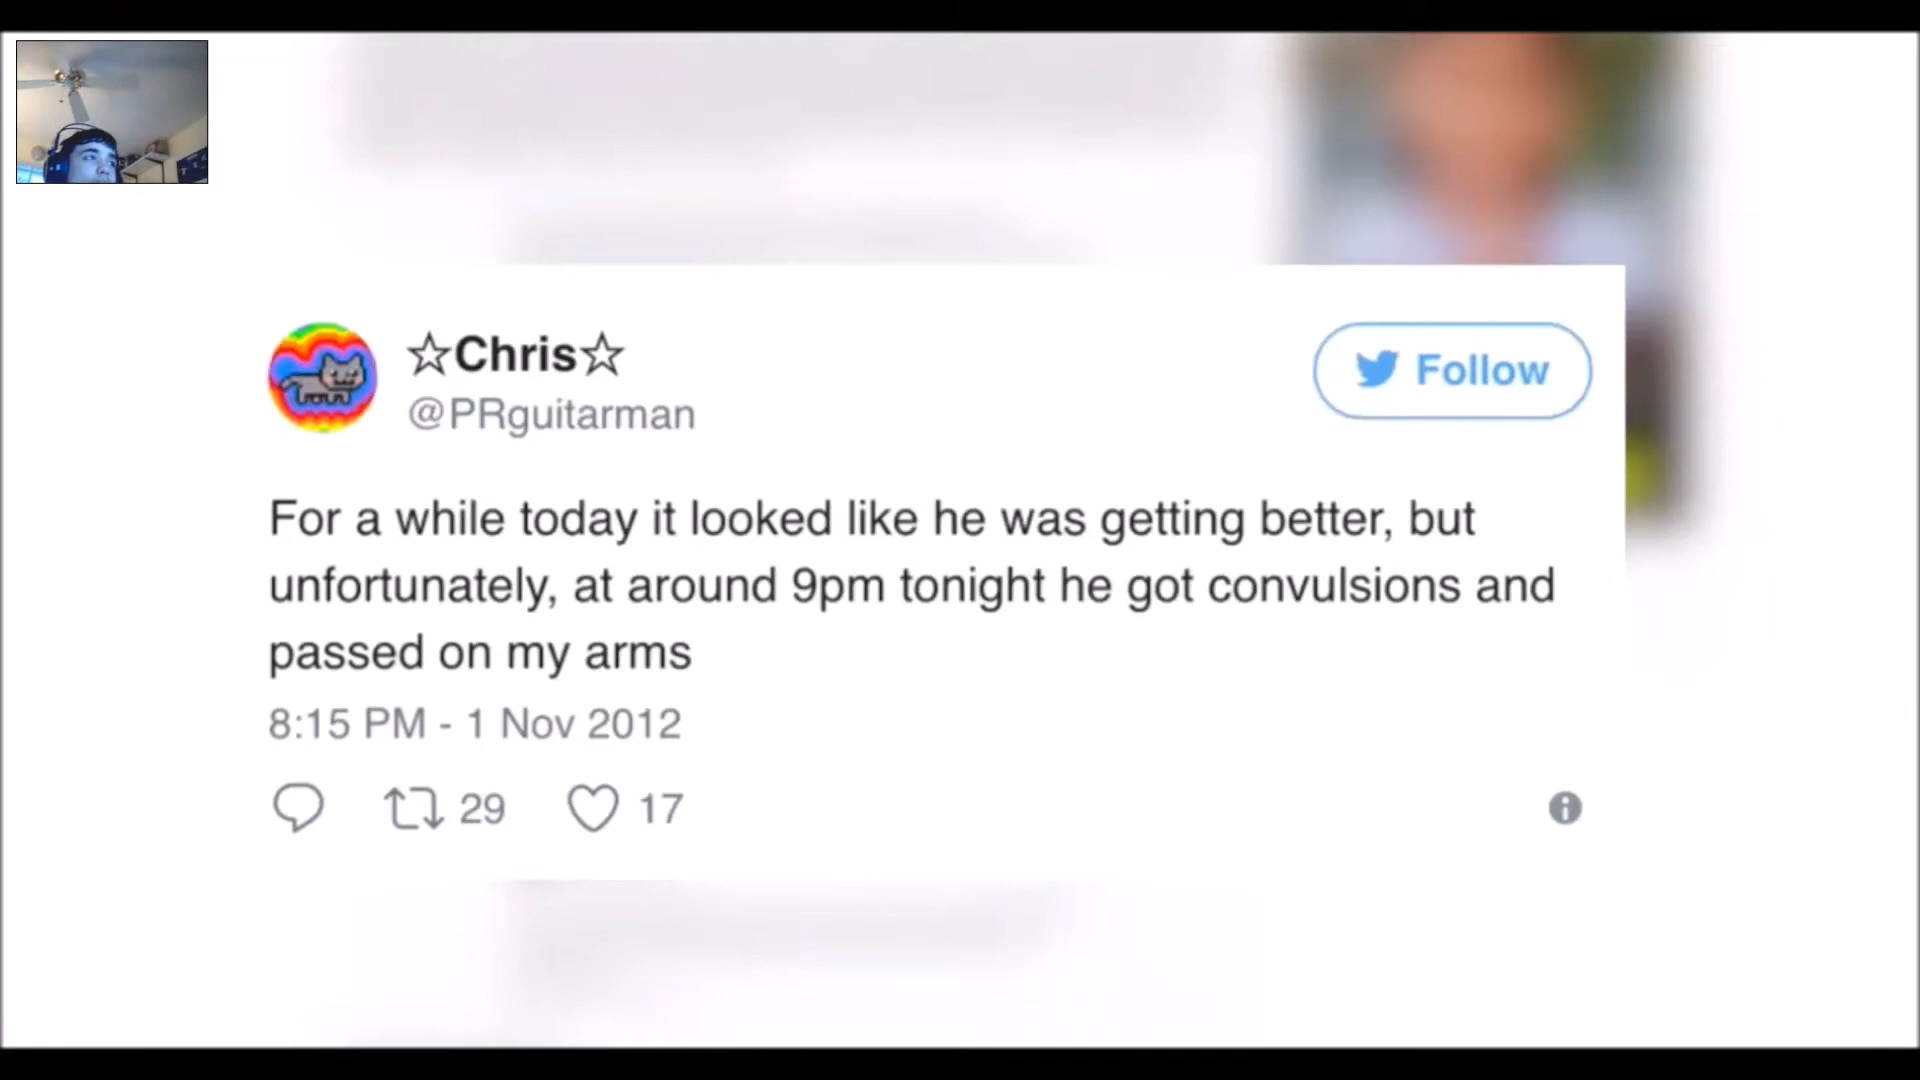 ☆Chris☆
@PRguitarman
Follow
For a while today it looked like he was getting better, but
unfortunately, at around 9pm tonight he got convulsions and
passed on my arms
8:15 PM - 1 Nov 2012
29 17